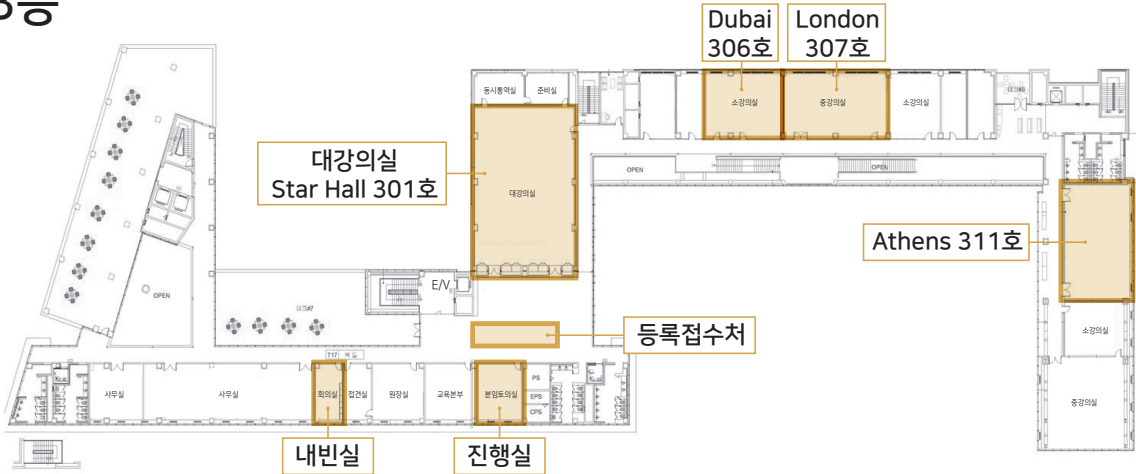 3층
Dubai
306호
London
307호
동시통역실
준비실
소강의실
중강의실
소강의실
대강의실
Star Hall 301호
대강의실
OPEN
OPEN
Athens 311호
E/V
OPEN
등록접수처
소강의실
T17 복도
사무실
사무실
회의실
접견실
원장실
교육본부
분임토의실
PS
EPS
CPS
중강의실
내빈실
진행실